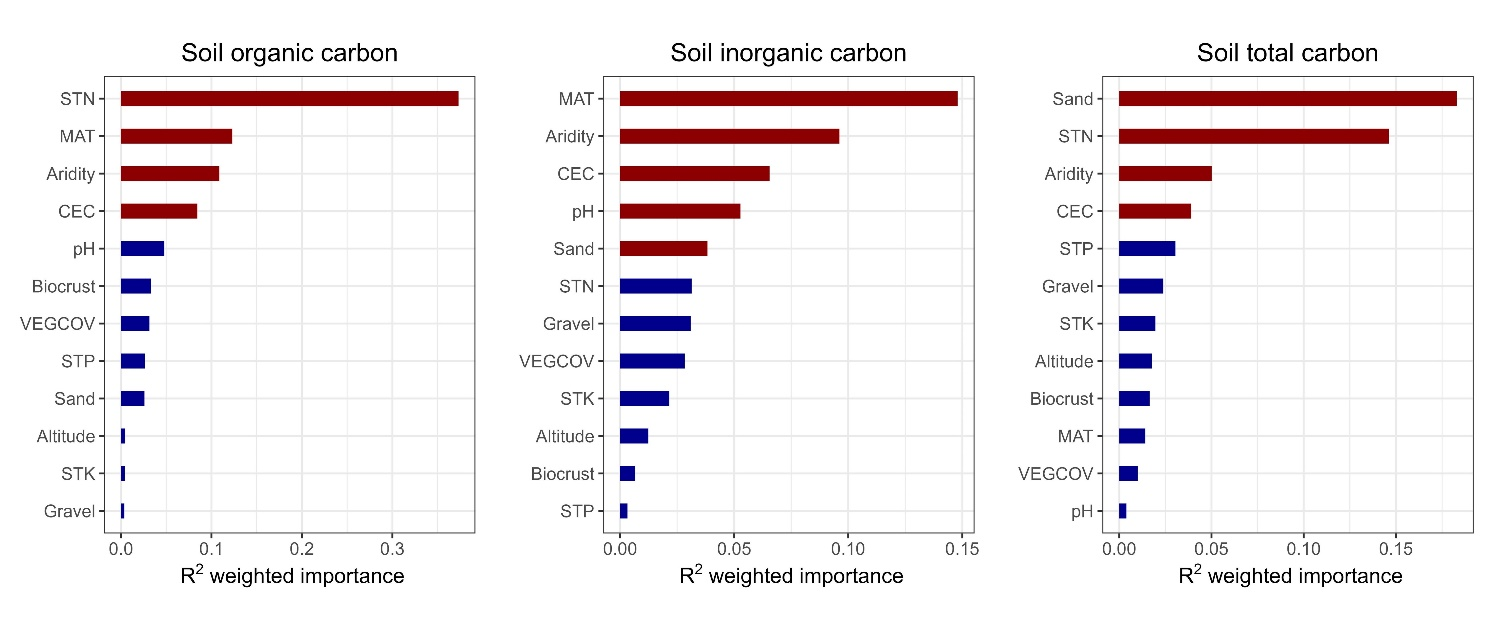 Soil organic carbon
STN
MAT
Aridity
CEC
pH
Biocrust
VEGCOV
STP
Sand
Altitude
STK
Gravel
0.0 0.1 0.2 0.3
R² weighted importance
Soil inorganic carbon
MAT
Aridity
CEC
pH
Sand
STN
Gravel
VEGCOV
STK
Altitude
Biocrust
STP
0.00 0.05 0.10 0.15
R² weighted importance
Soil total carbon
Sand
STN
Aridity
CEC
STP
Gravel
STK
Altitude
Biocrust
MAT
VEGCOV
pH
0.00 0.05 0.10 0.15
R² weighted importance